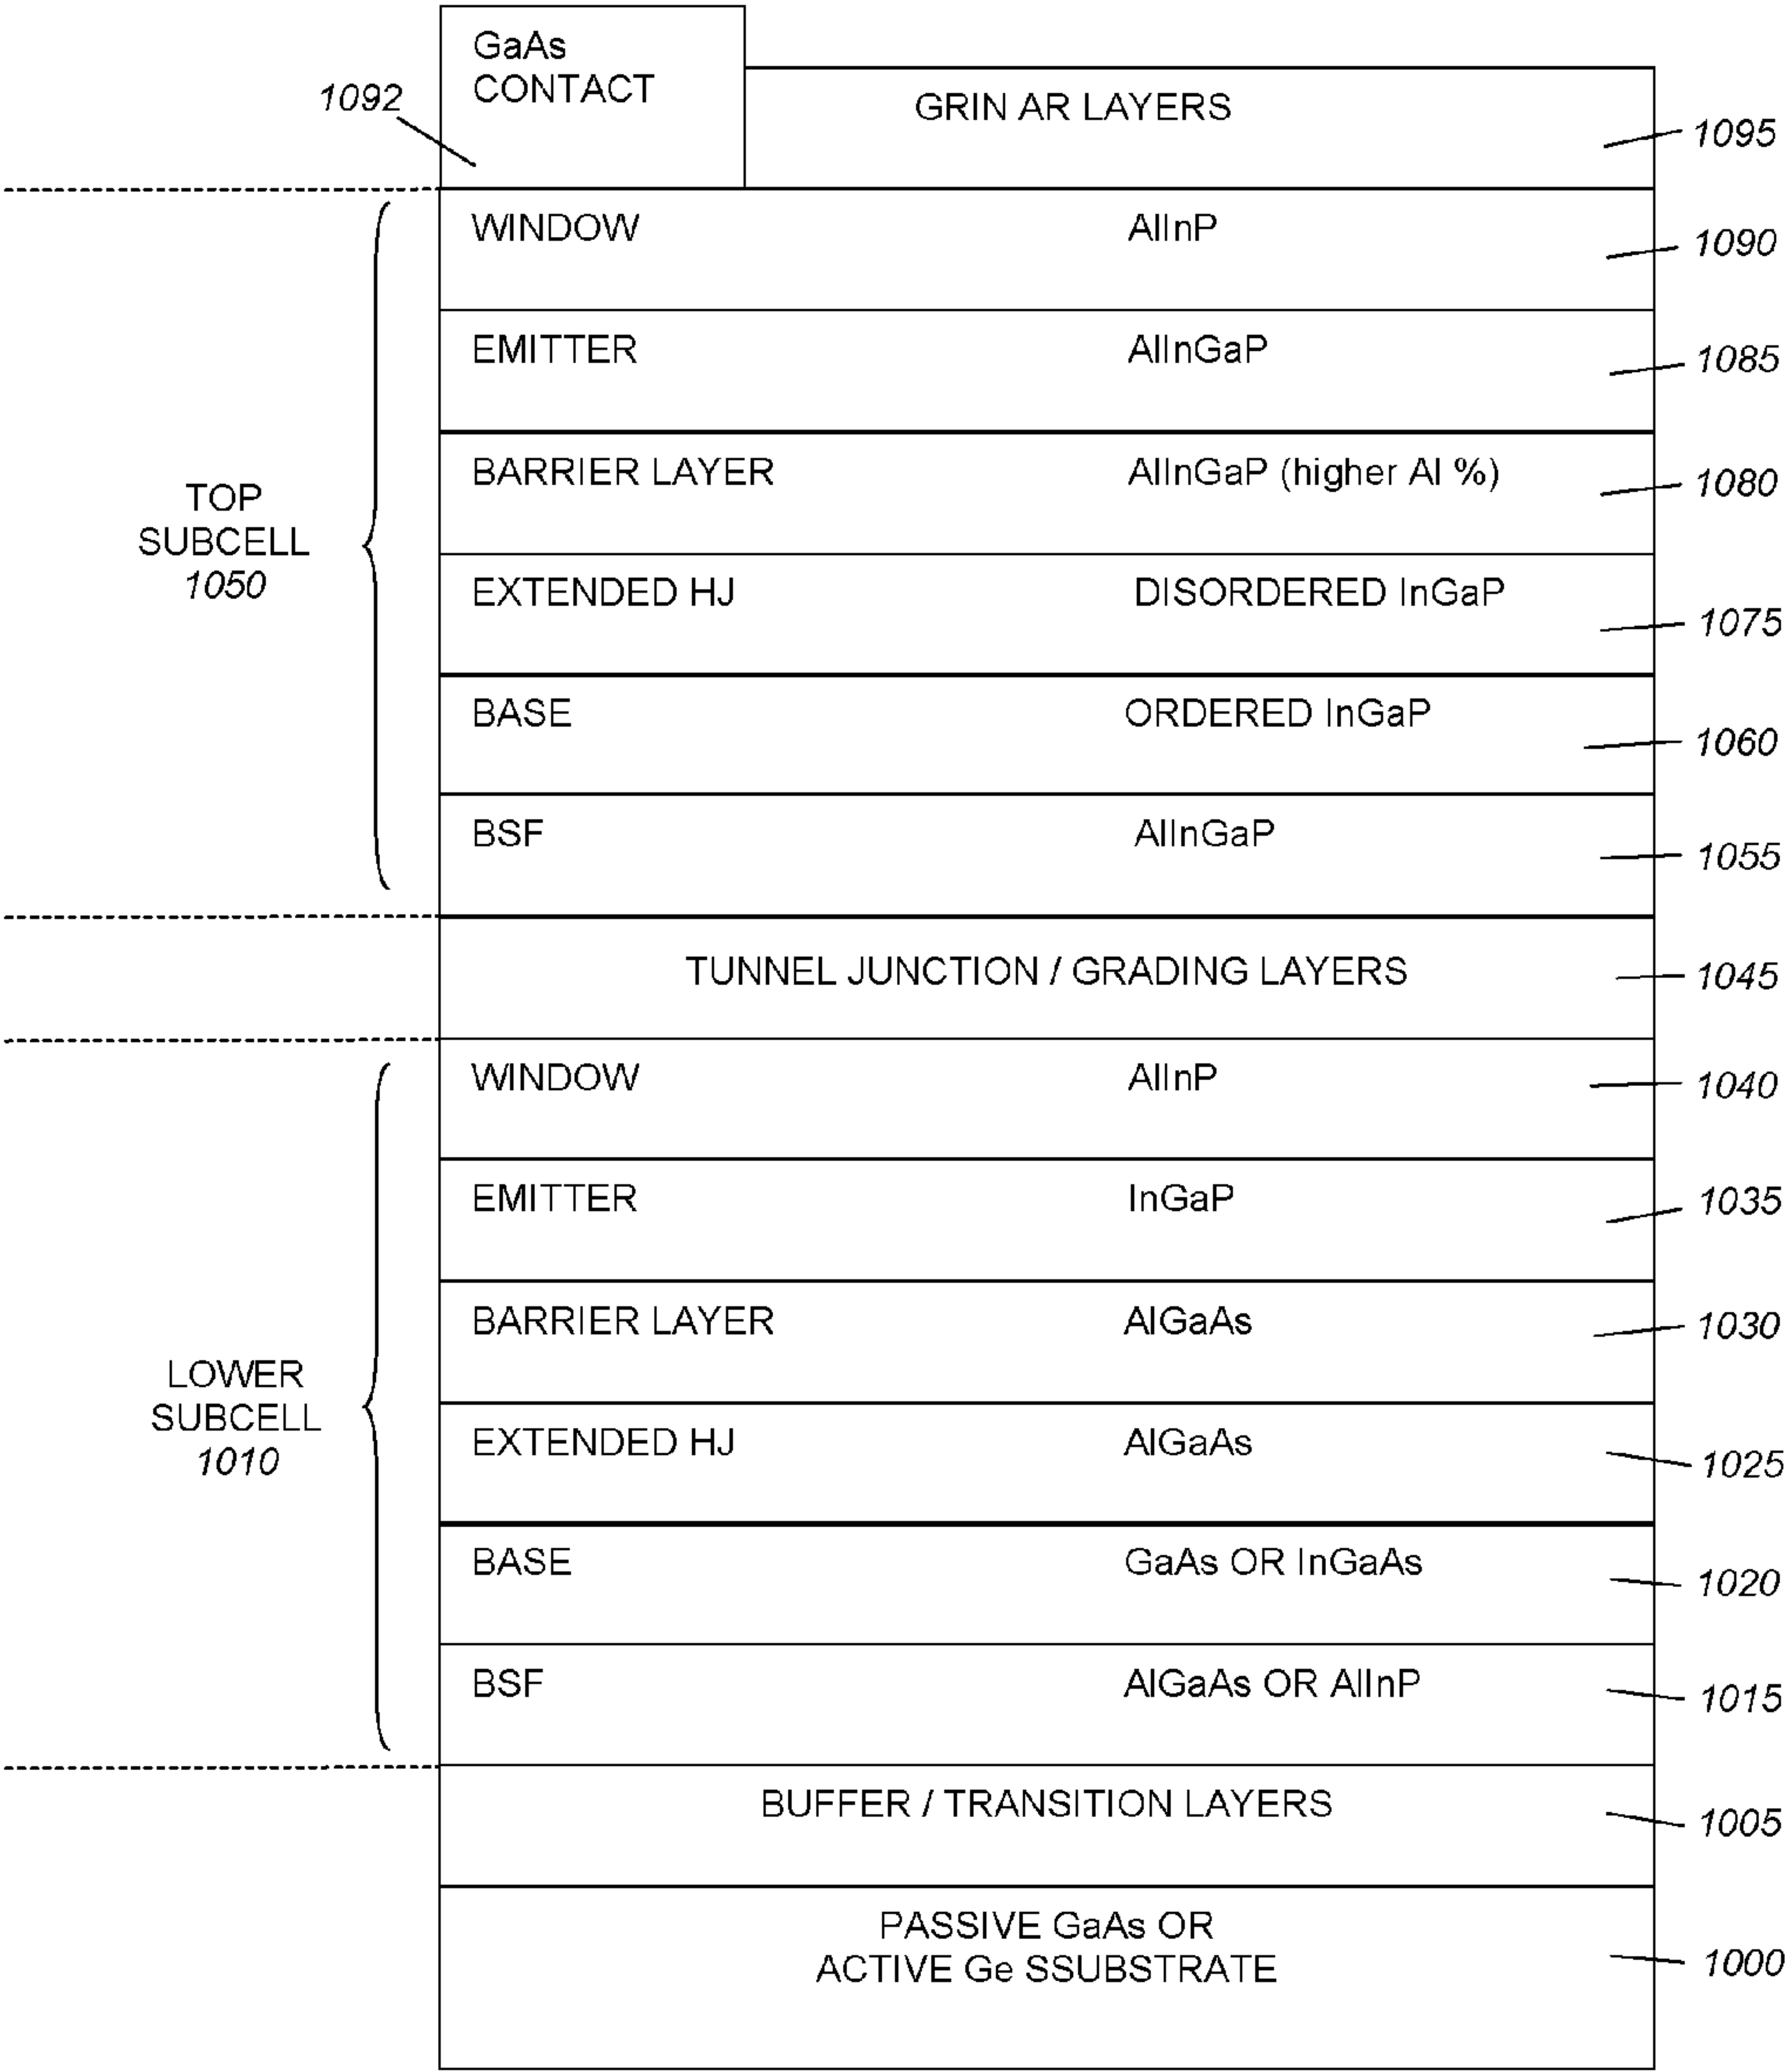 GaAs
CONTACT
1092
GRIN AR LAYERS
1095
WINDOW AlInP
1090
EMITTER AlInGaP
1085
BARRIER LAYER AlInGaP (higher Al %)
1080
TOP
SUBCELL
1050
EXTENDED HJ DISORDERED InGaP
1075
BASE ORDERED InGaP
1060
BSF AlInGaP
1055
TUNNEL JUNCTION / GRADING LAYERS
1045
WINDOW AlInP
1040
EMITTER InGaP
1035
BARRIER LAYER AlGaAs
1030
LOWER
SUBCELL
1010
EXTENDED HJ AlGaAs
1025
BASE GaAs OR InGaAs
1020
BSF AlGaAs OR AlInP
1015
BUFFER / TRANSITION LAYERS
1005
PASSIVE GaAs OR
ACTIVE Ge SSUBSTRATE
1000